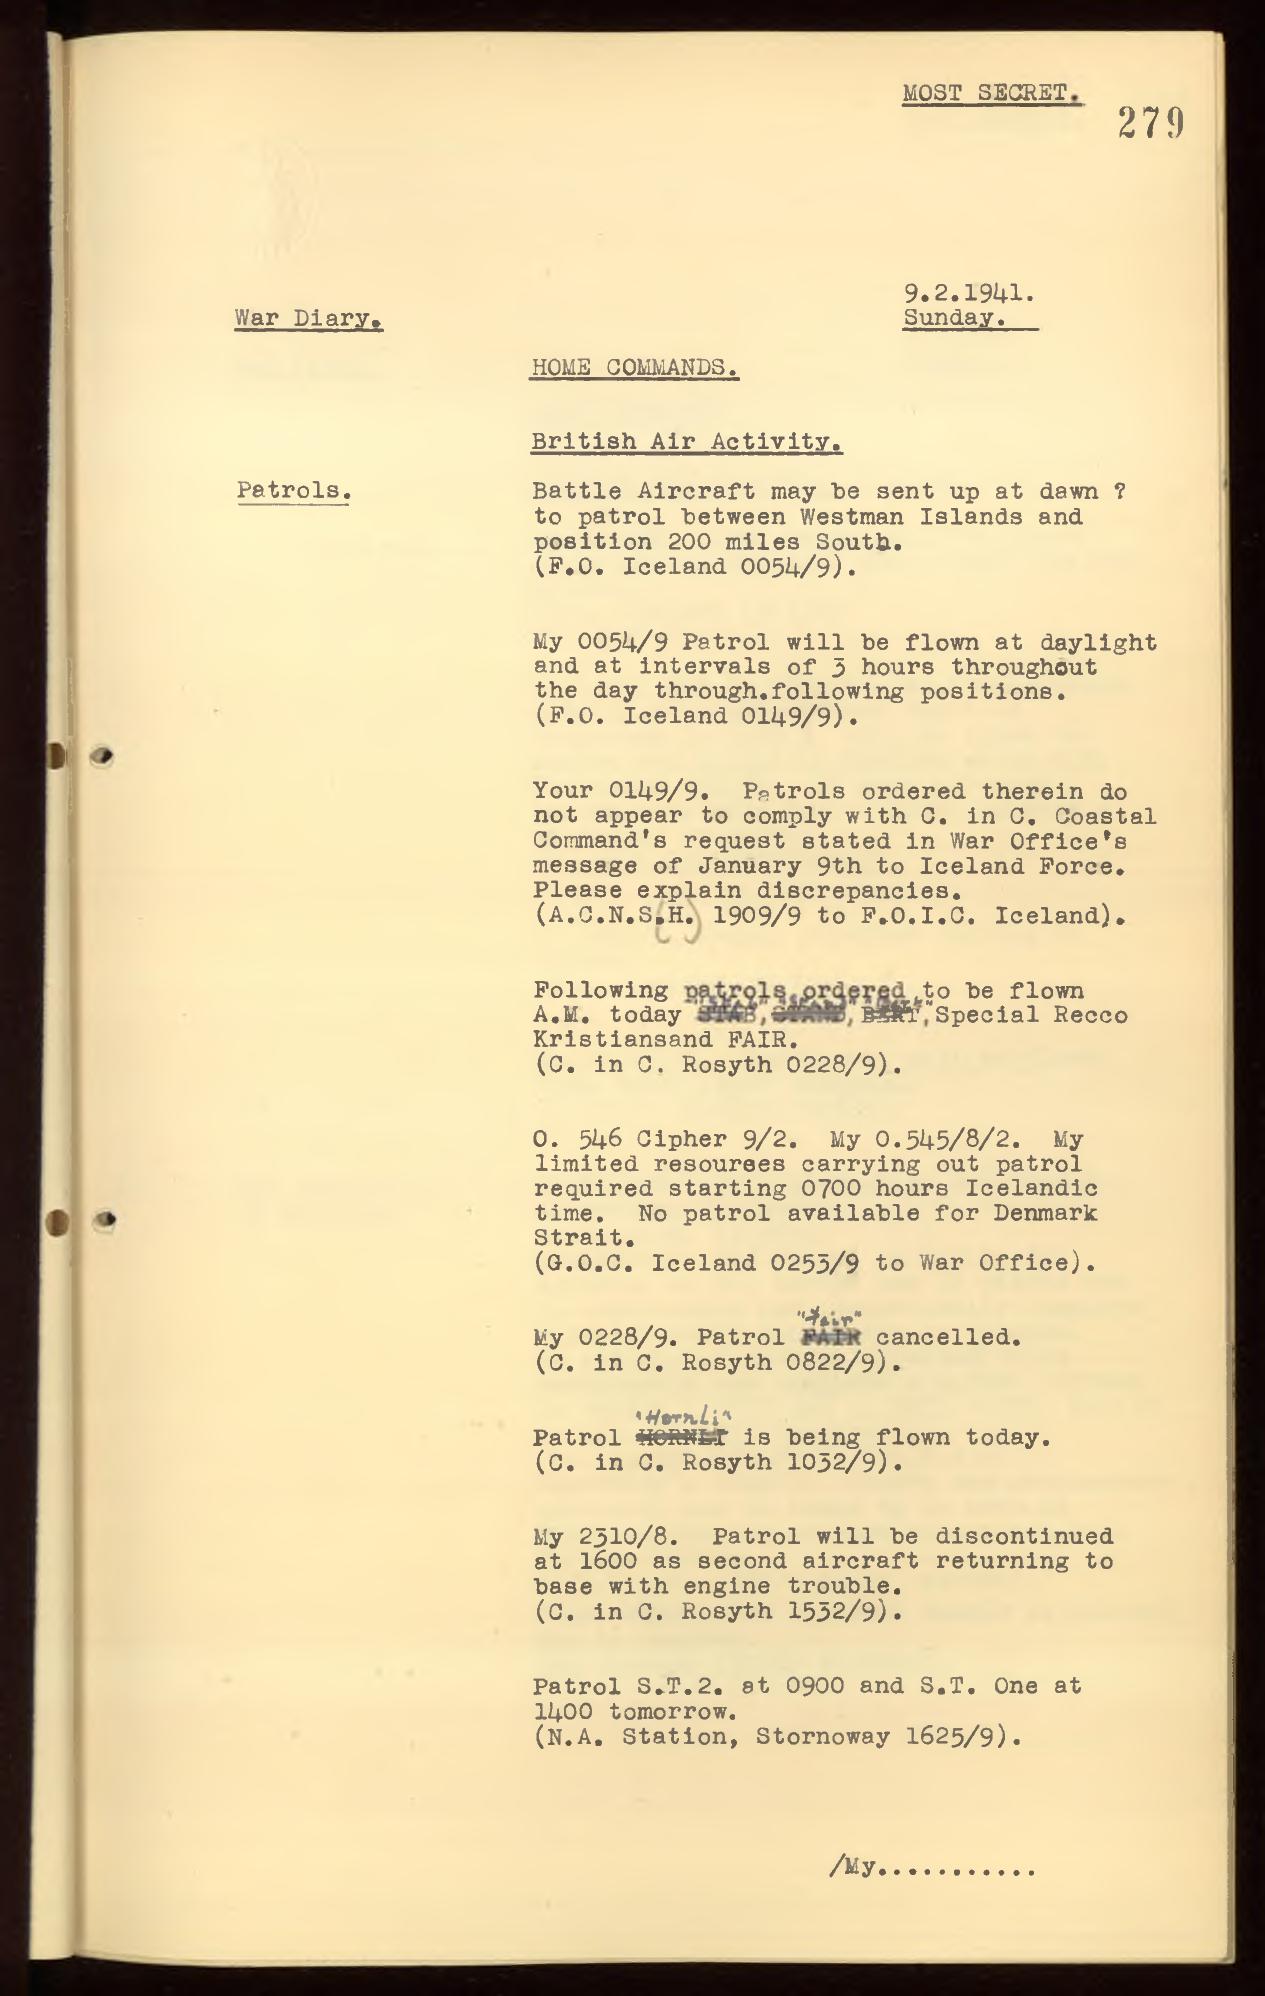 MOST SECRET.
279
9.2.1941.
War Diary.
Sunday.
HOME COMMANDS.
British Air Activity.
Patrols.
Battle Aircraft may be sent up at dawn ?
to patrol between Westman Islands and
position 200 miles South.
(F.O. Iceland 0054/9).
My 0054/9 Patrol will be flown at daylight
and at intervals of 3 hours throughout
the day through.following positions.
(F.O. Iceland 0149/9).
Your 0149/9. Patrols ordered therein do
not appear to comply with C. in C. Coastal
Command's request stated in War Office's
message of January 9th to Iceland Force.
Please explain discrepancies.
(A.C.N.S.(H.) 1909/9 to F.O.I.C. Iceland).
Following patrols ordered to be flown
A.M. today STAB, STAND, BERT, Special Recco
Kristiansand FAIR.
(C. in C. Rosyth 0228/9).
O. 546 Cipher 9/2. My O.545/8/2. My
limited resourses carrying out patrol
required starting 0700 hours Icelandic
time. No patrol available for Denmark
Strait.
(G.O.C. Iceland 0253/9 to War Office).
"Fair"
My 0228/9. Patrol FAIR cancelled.
(C. in C. Rosyth 0822/9).
"Hornli"
Patrol HORNLI is being flown today.
(C. in C. Rosyth 1032/9).
My 2310/8. Patrol will be discontinued
at 1600 as second aircraft returning to
base with engine trouble.
(C. in C. Rosyth 1532/9).
Patrol S.T.2. at 0900 and S.T. One at
1400 tomorrow.
(N.A. Station, Stornoway 1625/9).
/My...........